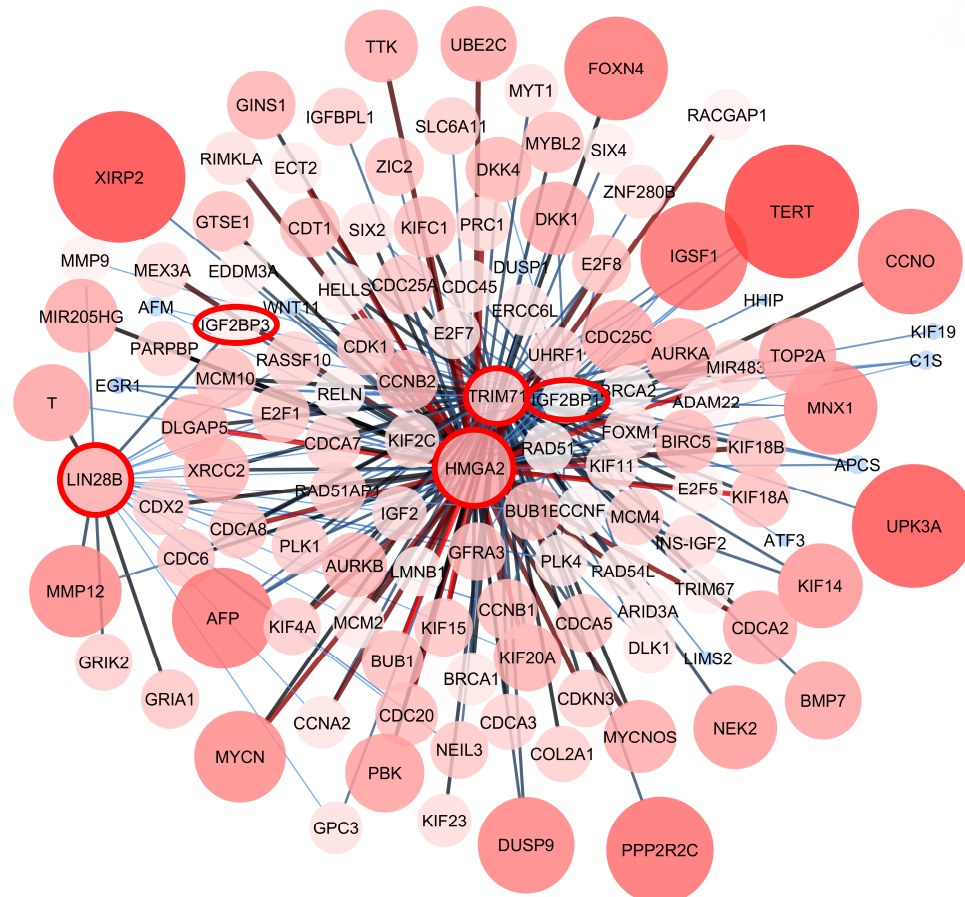 TTK
UBE2C
FOXN4
MYT1
GINS1
IGFBPL1
SLC6A11
RACGAP1
MYBL2
SIX4
RIMKLA
ECT2
ZIC2
DKK4
XIRP2
ZNF280B
TERT
GTSE1
CDT1
SIX2
KIFC1
PRC1
DKK1
IGSF1
CCNO
MMP9
MEX3A
EDDM3A
DUSP1
E2F8
HELLS
CDC25A
CDC45
AFM
WNT11
HHIP
MIR205HG
IGF2BP3
ERCC6L
KIF19
PARPBP
RASSF10
CDK1
E2F7
UHRF1
CDC25C
AURKA
TOP2A
C1S
MIR483
EGR1
MCM10
CCNB2
T
RELN
TRIM71
IGF2BP1
BRCA2
ADAM22
MNX1
DLGAP5
E2F1
CDCA7
KIF2C
RAD51
FOXM1
BIRC5
KIF18B
LIN28B
XRCC2
HMGA2
KIF11
APCS
RAD51AP1
E2F5
KIF18A
CDX2
IGF2
BUB1B
CCNF
MCM4
CDCA8
UPK3A
PLK1
INS-IGF2
ATF3
CDC6
AURKB
LMNB1
GFRA3
PLK4
RAD54L
MMP12
TRIM67
KIF14
AFP
KIF4A
MCM2
KIF15
CCNB1
CDCA5
ARID3A
CDCA2
GRIK2
BUB1
KIF20A
DLK1
LIMS2
BRCA1
GRIA1
CDKN3
BMP7
CCNA2
CDC20
CDCA3
NEK2
MYCN
NEIL3
COL2A1
MYCNOS
PBK
GPC3
KIF23
DUSP9
PPP2R2C